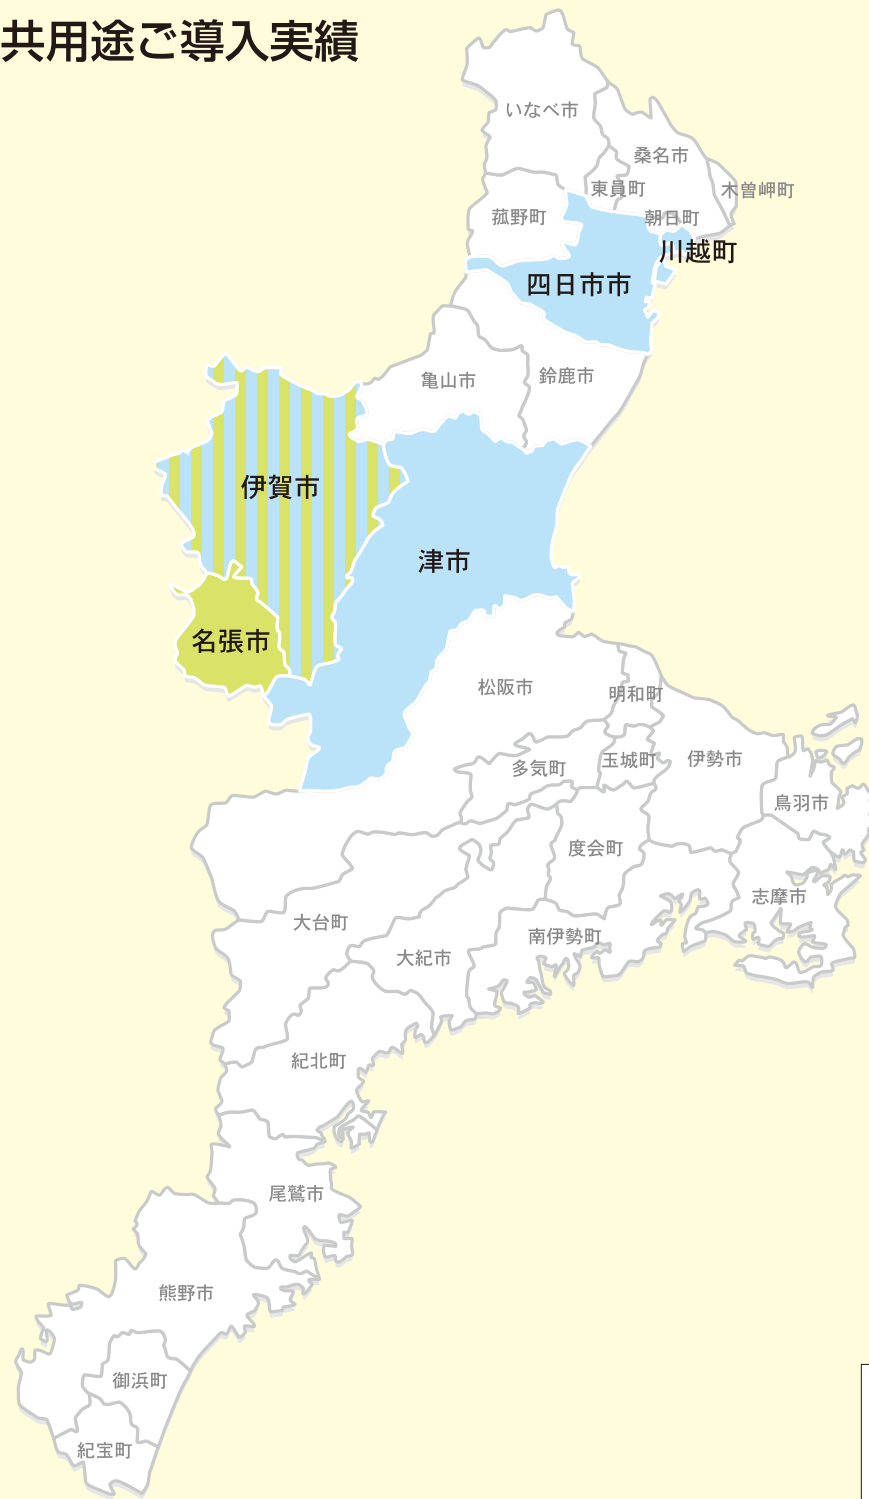 共用途ご導入実績
いなべ市
桑名市
東員町
木曽岬町
菰野町
朝日町
川越町
四日市市
亀山市
鈴鹿市
伊賀市
津市
名張市
松阪市
明和町
多気町
玉城町
伊勢市
鳥羽市
度会町
志摩市
大台町
南伊勢町
大紀市
紀北町
尾鷲市
熊野市
御浜町
紀宝町